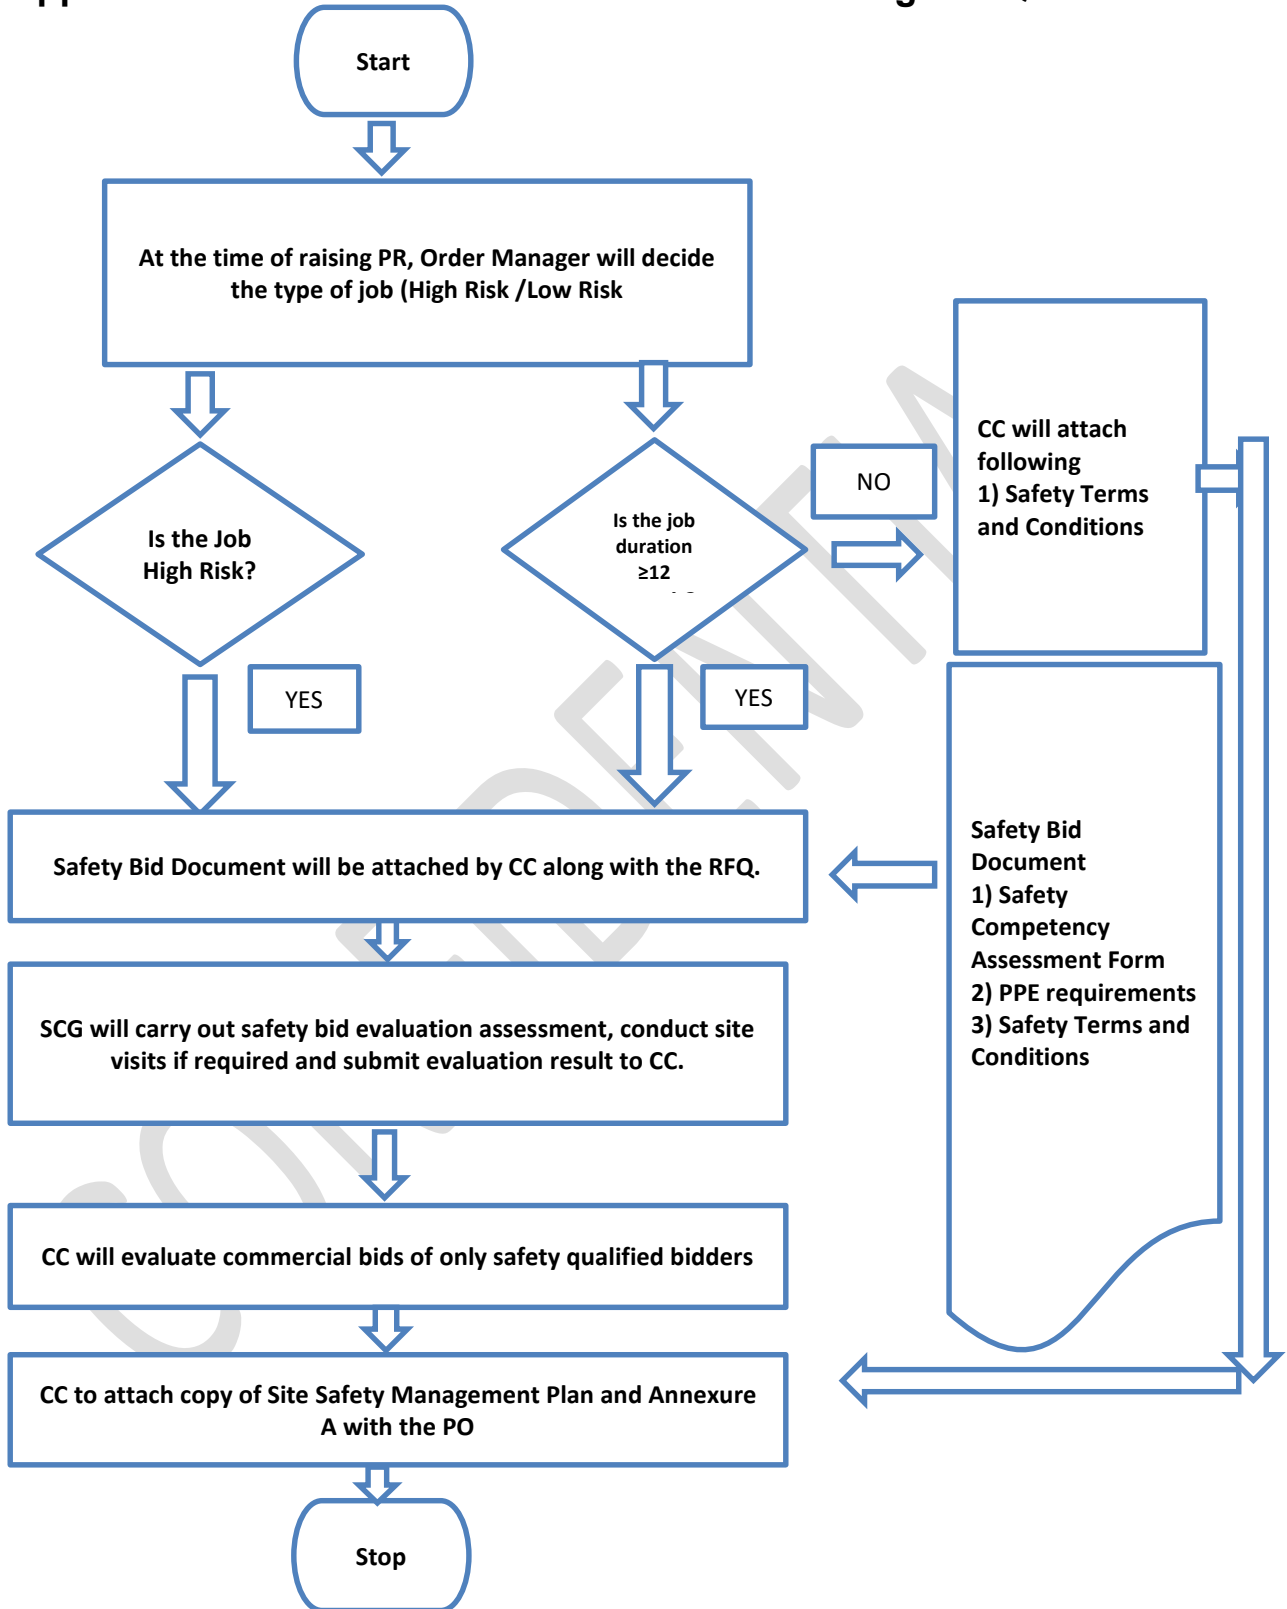 Start
At the time of raising PR, Order Manager will decide
the type of job (High Risk /Low Risk
CC will attach
following
1) Safety Terms
and Conditions
NO
Is the Job
High Risk?
Is the job
duration
≥12
YES
YES
Safety Bid
Document
1) Safety
Competency
Assessment Form
2) PPE requirements
3) Safety Terms and
Conditions
Safety Bid Document will be attached by CC along with the RFQ.
SCG will carry out safety bid evaluation assessment, conduct site
visits if required and submit evaluation result to CC.
CC will evaluate commercial bids of only safety qualified bidders
CC to attach copy of Site Safety Management Plan and Annexure
A with the PO
Stop